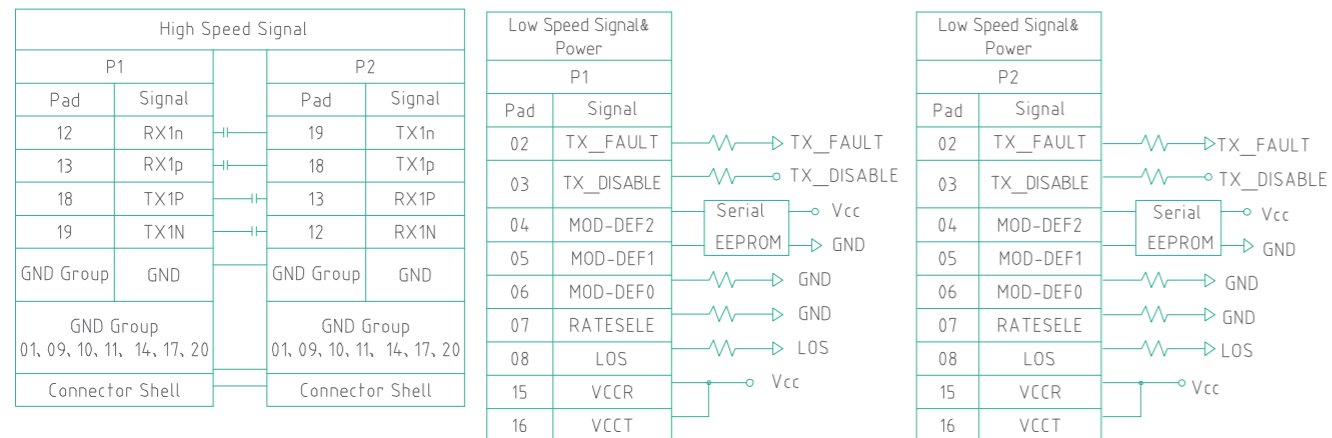 High Speed Signal
P1 P2
Pad Signal Pad Signal
12 RX1n 19 TX1n
13 RX1p 18 TX1p
18 TX1P 13 RX1P
19 TX1N 12 RX1N
GND Group GND GND Group GND
GND Group GND Group
01、09、10、11、14、17、20 01、09、10、11、14、17、20
Connector Shell Connector Shell
Low Speed Signal&
Power
P1
Pad Signal
02 TX__FAULT TX__FAULT
03 TX_DISABLE TX_DISABLE
04 MOD-DEF2 Serial Vcc
EEPROM GND
05 MOD-DEF1
06 MOD-DEF0 GND
07 RATESELE GND
08 LOS LOS
15 VCCR Vcc
16 VCCT
Low Speed Signal&
Power
P2
Pad Signal
02 TX__FAULT TX__FAULT
03 TX_DISABLE TX_DISABLE
04 MOD-DEF2 Serial Vcc
EEPROM GND
05 MOD-DEF1
06 MOD-DEF0 GND
07 RATESELE GND
08 LOS LOS
15 VCCR Vcc
16 VCCT